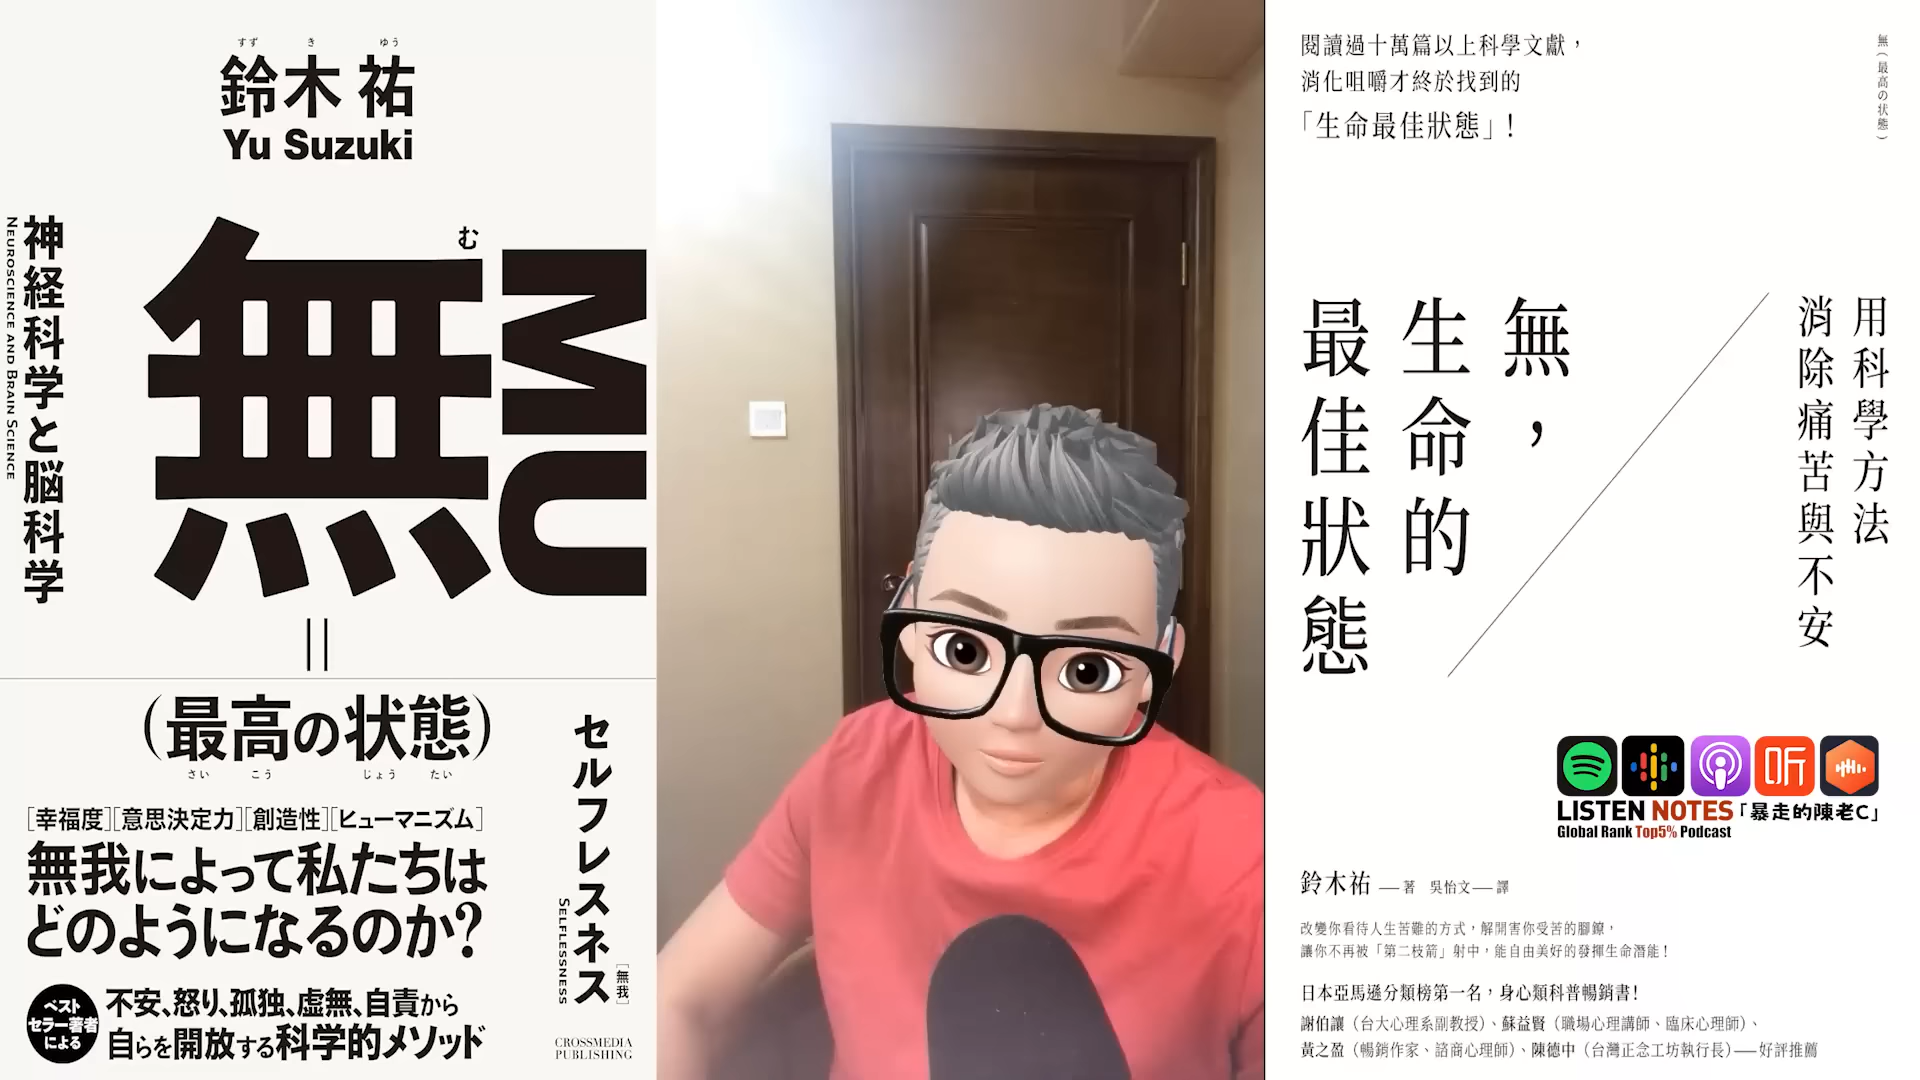 すず き ゆう
鈴木 祐
Yu Suzuki
神経科学と脳科学
NEUROSCIENCE AND BRAIN SCIENCE
無
む
MU
(最高の状態)
さい こう じょう たい
セルフレスネス
SELFLESSNESS
[無我]
[幸福度][意思決定力][創造性][ヒューマニズム]
無我によって私たちは
どのようになるのか?
ベスト
セラー著者
による
不安、怒り、孤独、虚無、自責から
自らを開放する科学的メソッド
CROSSMEDIA
PUBLISHING
閱讀過十萬篇以上科學文獻，
消化咀嚼才終於找到的
「生命最佳狀態」！
無（最高の状態）
用科學方法
消除痛苦與不安
無，
生命的
最佳狀態
听
LISTEN NOTES「暴走的陳老C」
Global Rank Top5% Podcast
鈴木祐 —著 吳怡文—譯
改變你看待人生苦難的方式，解開害你受苦的腳鐐，
讓你不再被「第二枝箭」射中，能自由美好的發揮生命潛能！
日本亞馬遜分類榜第一名，身心類科普暢銷書！
謝伯讓（台大心理系副教授）、蘇益賢（職場心理講師、臨床心理師）、
黃之盈（暢銷作家、諮商心理師）、陳德中（台灣正念工坊執行長）—好評推薦